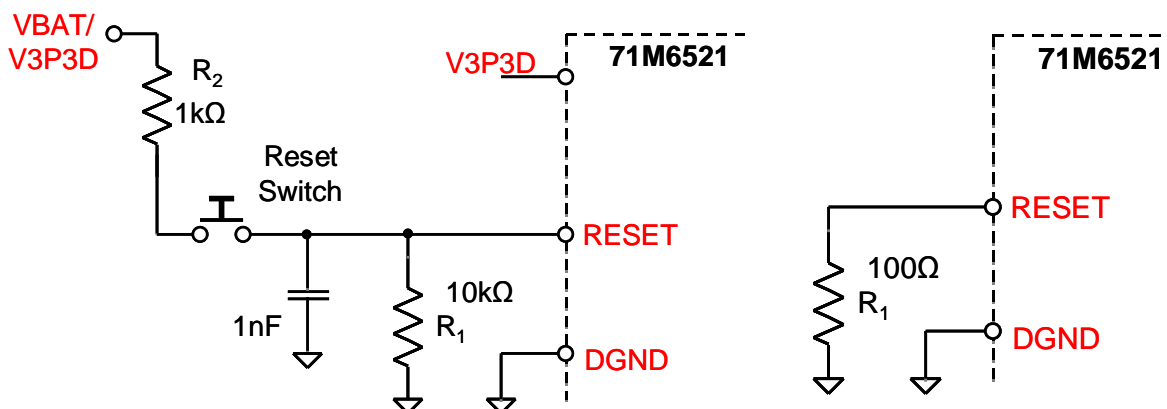 VBAT/
V3P3D
R2
1kΩ
Reset
Switch
1nF
10kΩ
R1
V3P3D
71M6521
RESET
DGND
71M6521
RESET
100Ω
R1
DGND